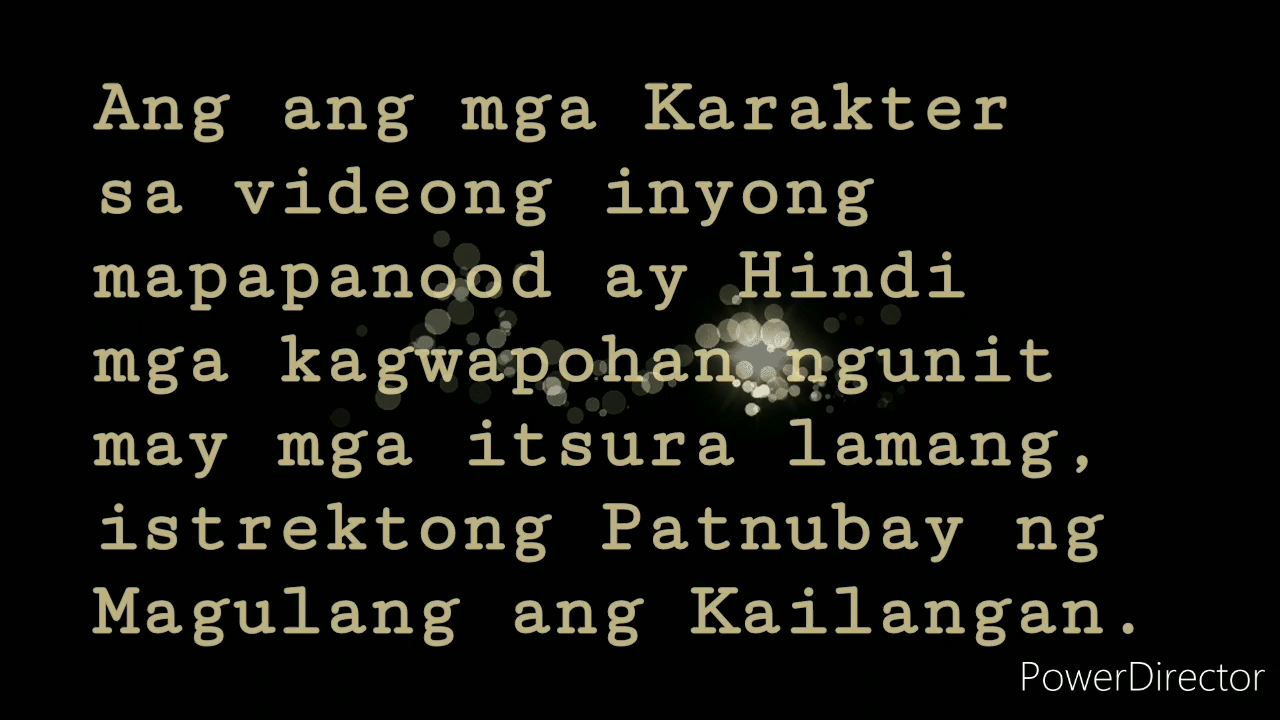 Ang ang mga Karakter
sa videong inyong
mapapanood ay Hindi
mga kagwapohan ngunit
may mga itsura lamang,
istrektong Patnubay ng
Magulang ang Kailangan.
PowerDirector